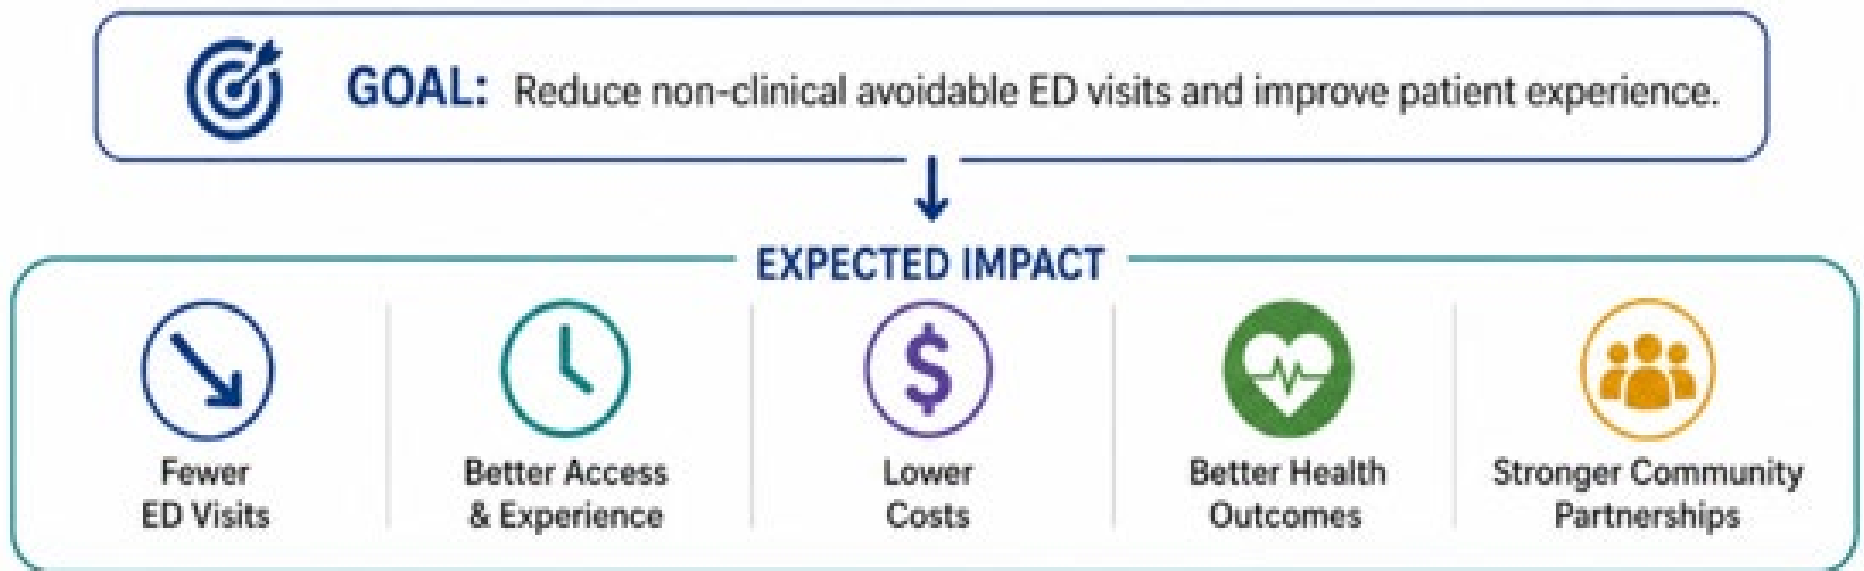 GOAL: Reduce non-clinical avoidable ED visits and improve patient experience.
EXPECTED IMPACT
Fewer
ED Visits
Better Access
& Experience
$
Lower
Costs
Better Health
Outcomes
Stronger Community
Partnerships